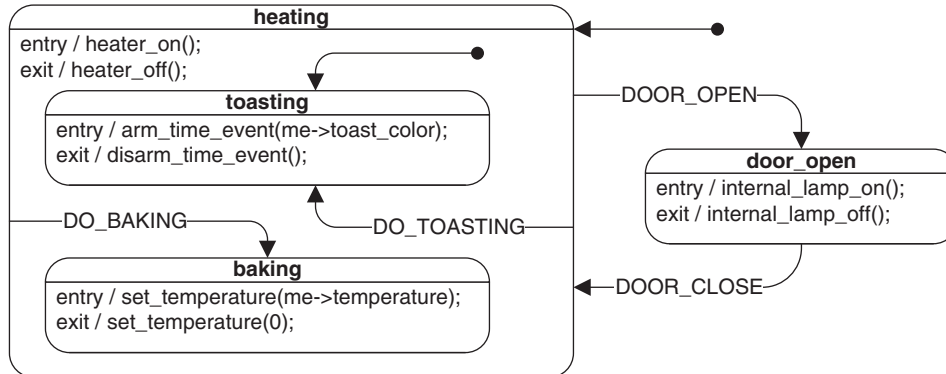 heating
entry / heater_on();
exit / heater_off();
toasting
entry / arm_time_event(me->toast_color);
exit / disarm_time_event();
DOOR_OPEN
door_open
entry / internal_lamp_on();
exit / internal_lamp_off();
DO_BAKING
DO_TOASTING
baking
entry / set_temperature(me->temperature);
exit / set_temperature(0);
DOOR_CLOSE